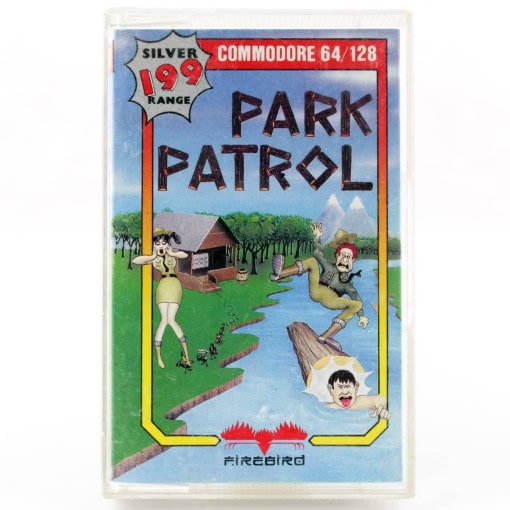 SILVER
199
RANGE
COMMODORE 64/128
PARK
PATROL
FIREBIRD